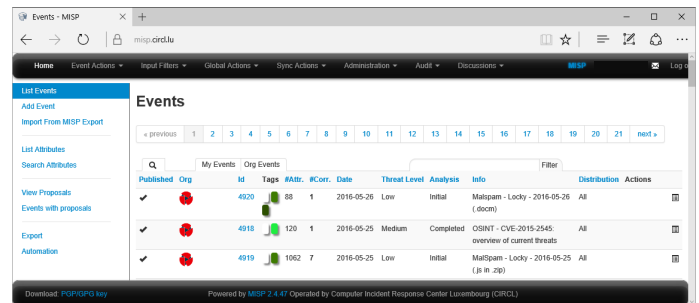 Events - MISP
misp.circl.lu
Home Event Actions Input Filters Global Actions Sync Actions Administration Audit Discussions MISP Log o
List Events
Add Event
Import From MISP Export
List Attributes
Search Attributes
View Proposals
Events with proposals
Export
Automation
Events
« previous 1 2 3 4 5 6 7 8 9 10 11 12 13 14 15 16 17 18 19 20 21 next »
My Events Org Events Filter
Published Org Id Tags #Attr. #Corr. Date Threat Level Analysis Info Distribution Actions
4920 88 1 2016-05-26 Low Initial Malspam - Locky - 2016-05-26 All
(.docm)
4918 120 1 2016-05-25 Medium Completed OSINT - CVE-2015-2545: All
overview of current threats
4919 1062 7 2016-05-25 Low Initial MalSpam - Locky - 2016-05-25 All
(.js in .zip)
Download: PGP/GPG key Powered by MISP 2.4.47 Operated by Computer Incident Response Center Luxembourg (CIRCL)